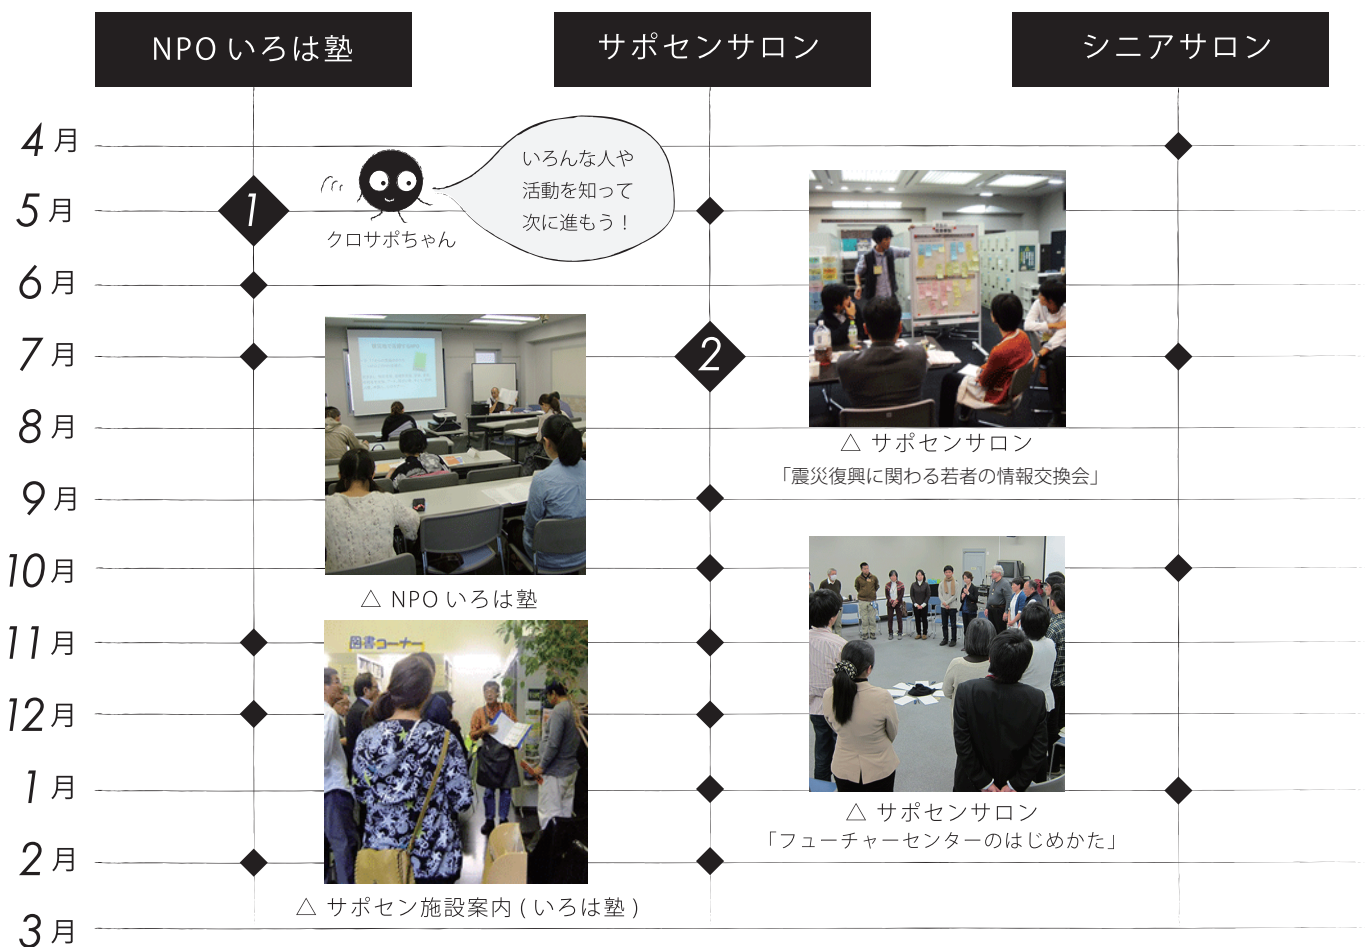 NPOいろは塾
サポセンサロン
シニアサロン
4月
5月
6月
7月
8月
9月
10月
11月
12月
1月
2月
3月
1
2
いろんな人や
活動を知って
次に進もう！
クロサポちゃん
△ サポセンサロン
「震災復興に関わる若者の情報交換会」
△ NPOいろは塾
図書コーナー
△ サポセンサロン
「フューチャーセンターのはじめかた」
△ サポセン施設案内(いろは塾)